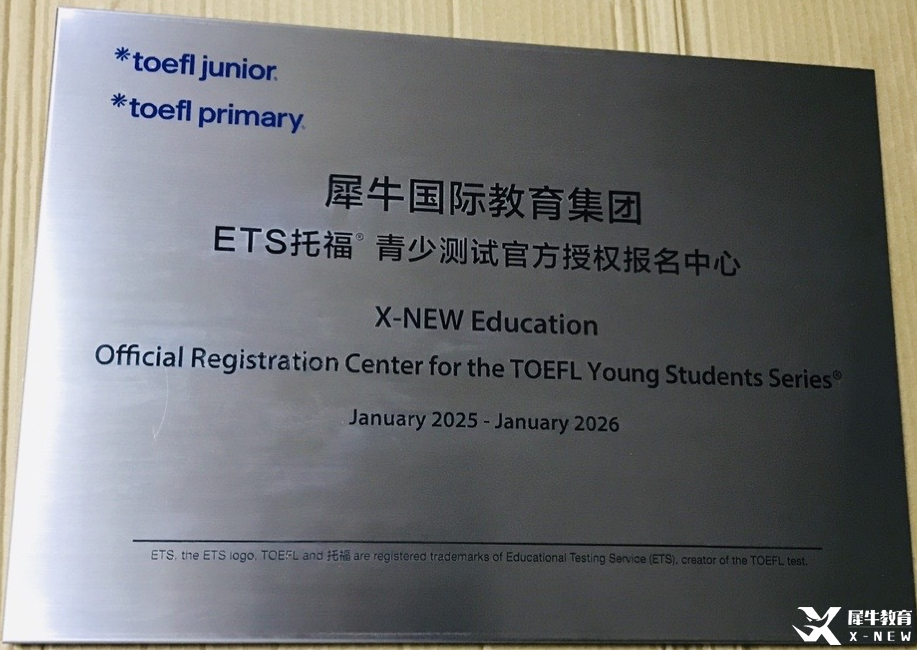 *toefl junior.
*toefl primary.
犀牛国际教育集团
ETS托福® 青少测试官方授权报名中心
X-NEW Education
Official Registration Center for the TOEFL Young Students Series®
January 2025 - January 2026
ETS, the ETS logo, TOEFL and 托福 are registered trademarks of Educational Testing Service (ETS), creator of the TOEFL test.
犀牛教育
X-NEW